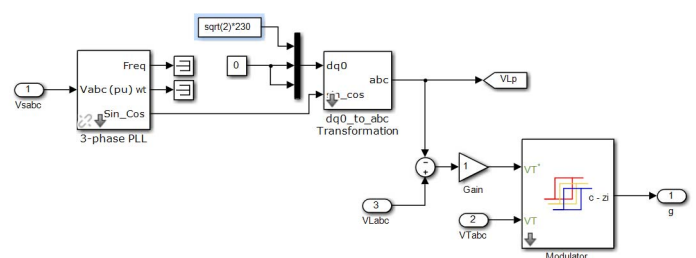 sqrt(2)*230
Freq
Vabc (pu) wt
Sin_Cos
3-phase PLL
1
Vsabc
0
dq0
abc
sin_cos
dq0_to_abc
Transformation
VLp
3
VLabc
1
Gain
2
VTabc
VT*
VT
c - zi
Modulator
1
g